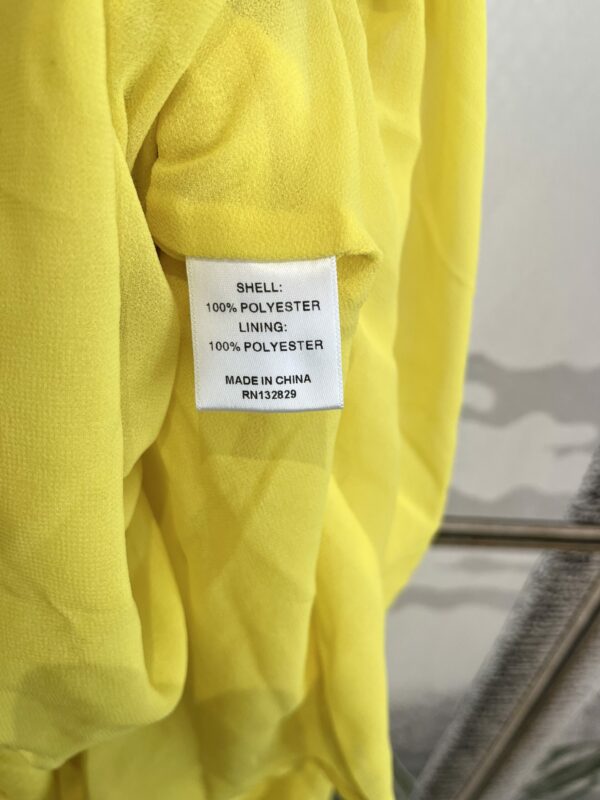 SHELL:
100% POLYESTER
LINING:
100% POLYESTER
MADE IN CHINA
RN132829